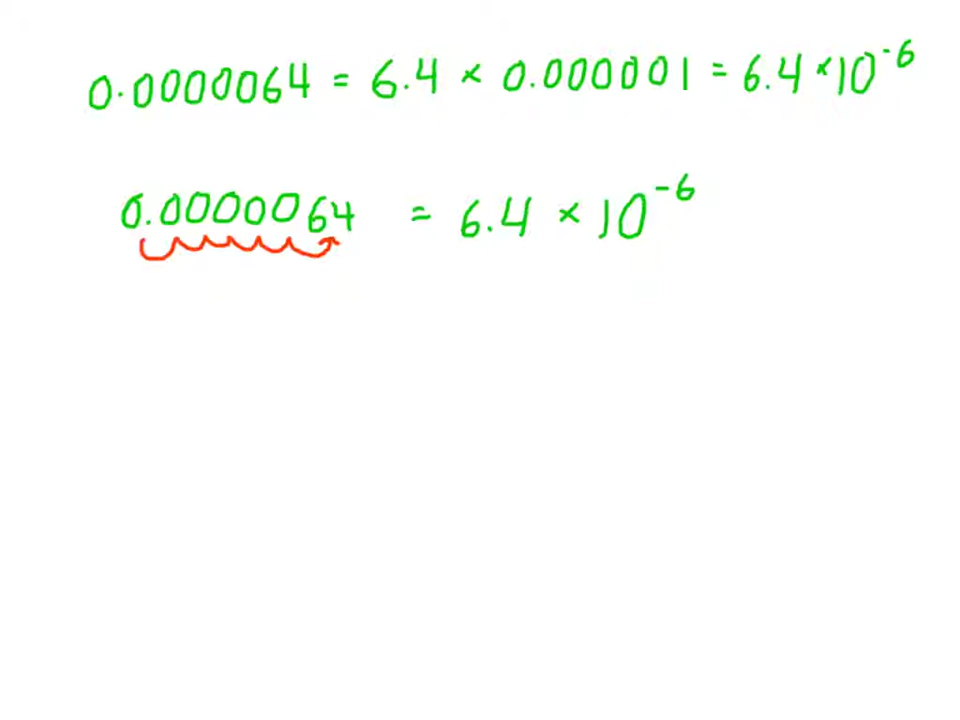 0.0000064 = 6.4 × 0.000001 = 6.4 × 10⁻⁶
0.0000064 = 6.4 × 10⁻⁶